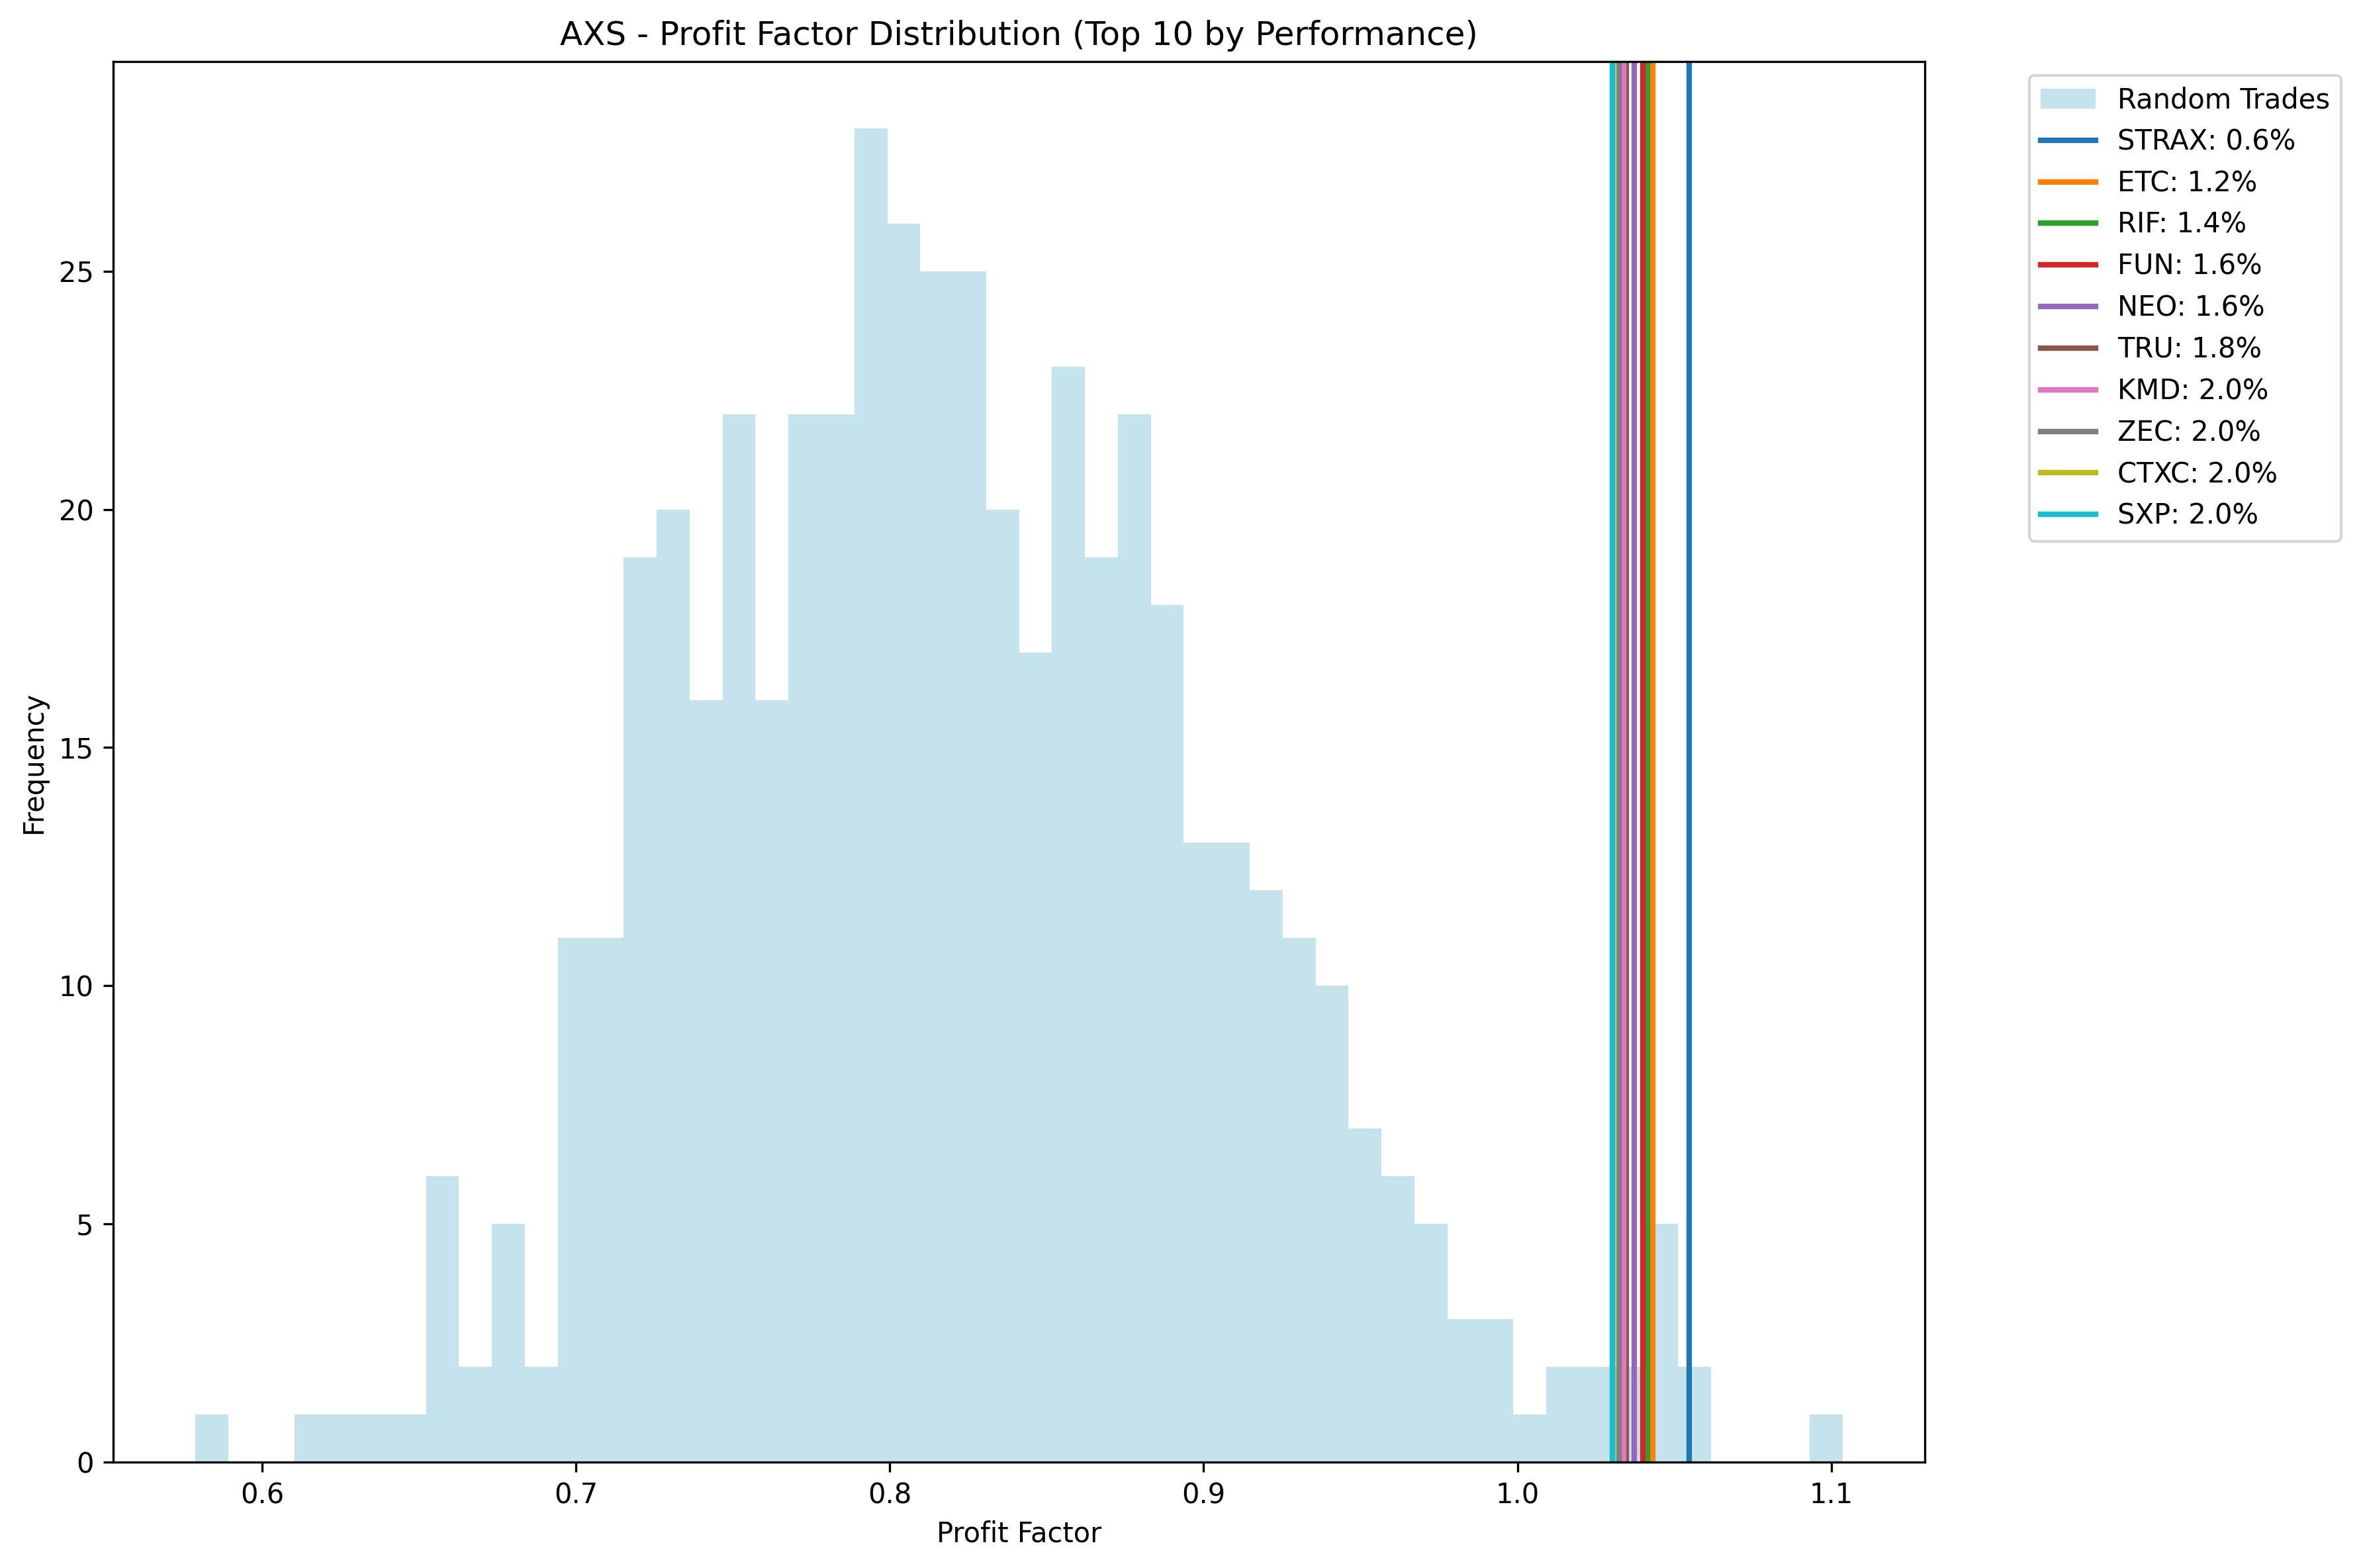 AXS - Profit Factor Distribution (Top 10 by Performance)
Random Trades
STRAX: 0.6%
ETC: 1.2%
RIF: 1.4%
FUN: 1.6%
NEO: 1.6%
TRU: 1.8%
KMD: 2.0%
ZEC: 2.0%
CTXC: 2.0%
SXP: 2.0%
Frequency
25
20
15
10
5
0
0.6
0.7
0.8
0.9
1.0
1.1
Profit Factor